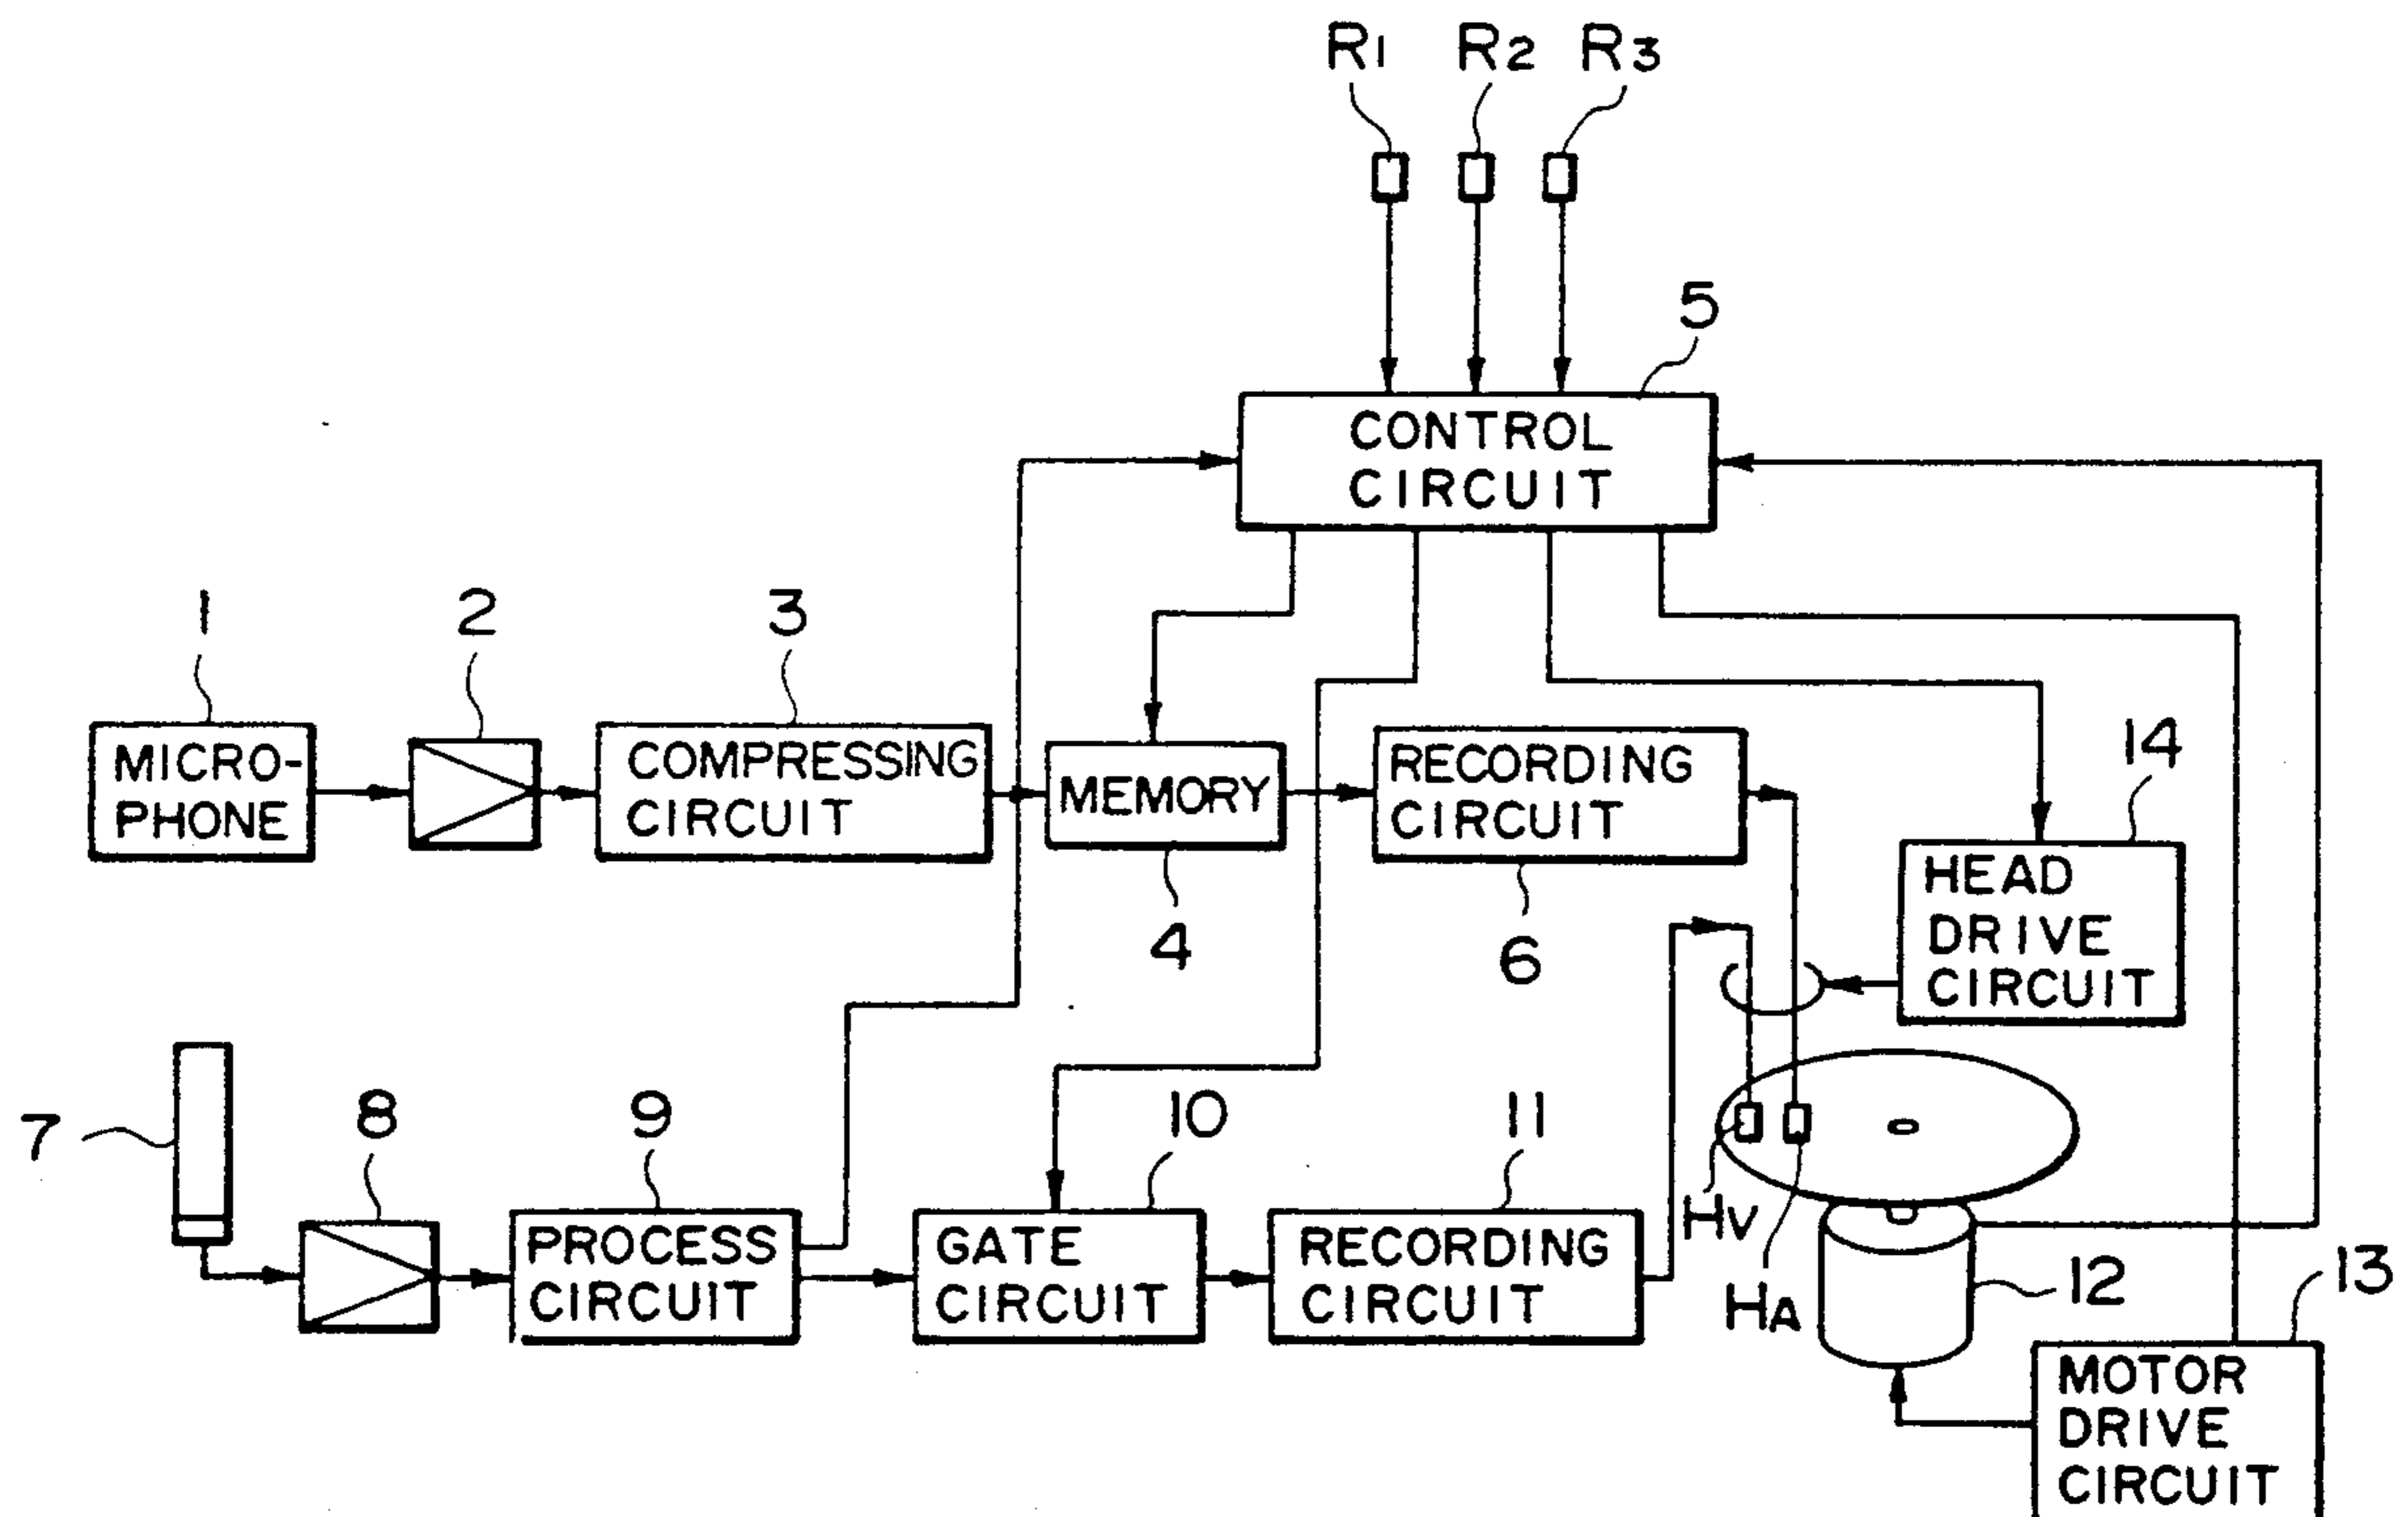 R1 R2 R3
5
CONTROL
CIRCUIT
1 2 3
MICRO-
PHONE
COMPRESSING
CIRCUIT
MEMORY
RECORDING
CIRCUIT
14
4
6
HEAD
DRIVE
CIRCUIT
7
8
9
10
11
PROCESS
CIRCUIT
GATE
CIRCUIT
RECORDING
CIRCUIT
HV
HA
12
13
MOTOR
DRIVE
CIRCUIT